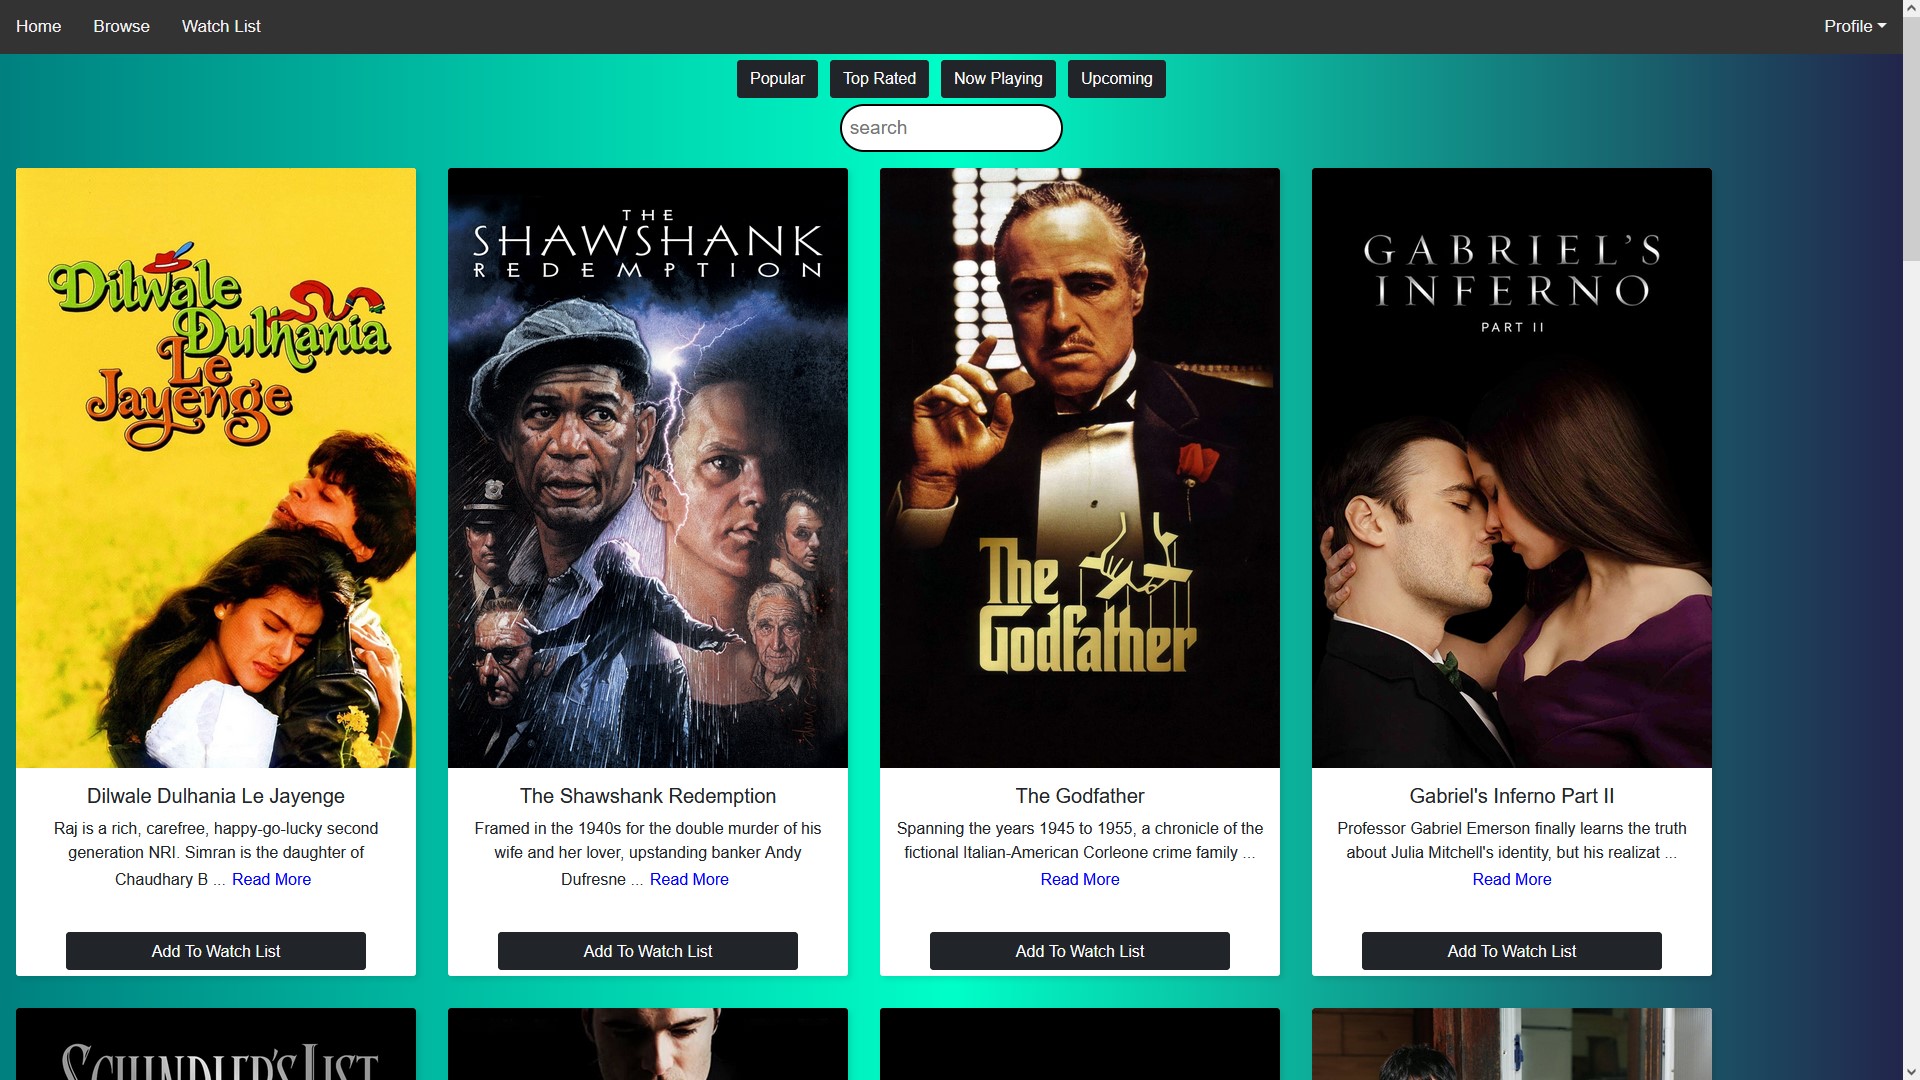 Home Browse Watch List Profile
Popular Top Rated Now Playing Upcoming
search
Dilwale
Dulhania
Le
Jayenge
THE
SHAWSHANK
REDEMPTION
The
Godfather
GABRIEL'S
INFERNO
PART II
Dilwale Dulhania Le Jayenge
Raj is a rich, carefree, happy-go-lucky second
generation NRI. Simran is the daughter of
Chaudhary B ... Read More
Add To Watch List
The Shawshank Redemption
Framed in the 1940s for the double murder of his
wife and her lover, upstanding banker Andy
Dufresne ... Read More
Add To Watch List
The Godfather
Spanning the years 1945 to 1955, a chronicle of the
fictional Italian-American Corleone crime family ...
Read More
Add To Watch List
Gabriel's Inferno Part II
Professor Gabriel Emerson finally learns the truth
about Julia Mitchell's identity, but his realizat ...
Read More
Add To Watch List
SCHINDLER'S LIST